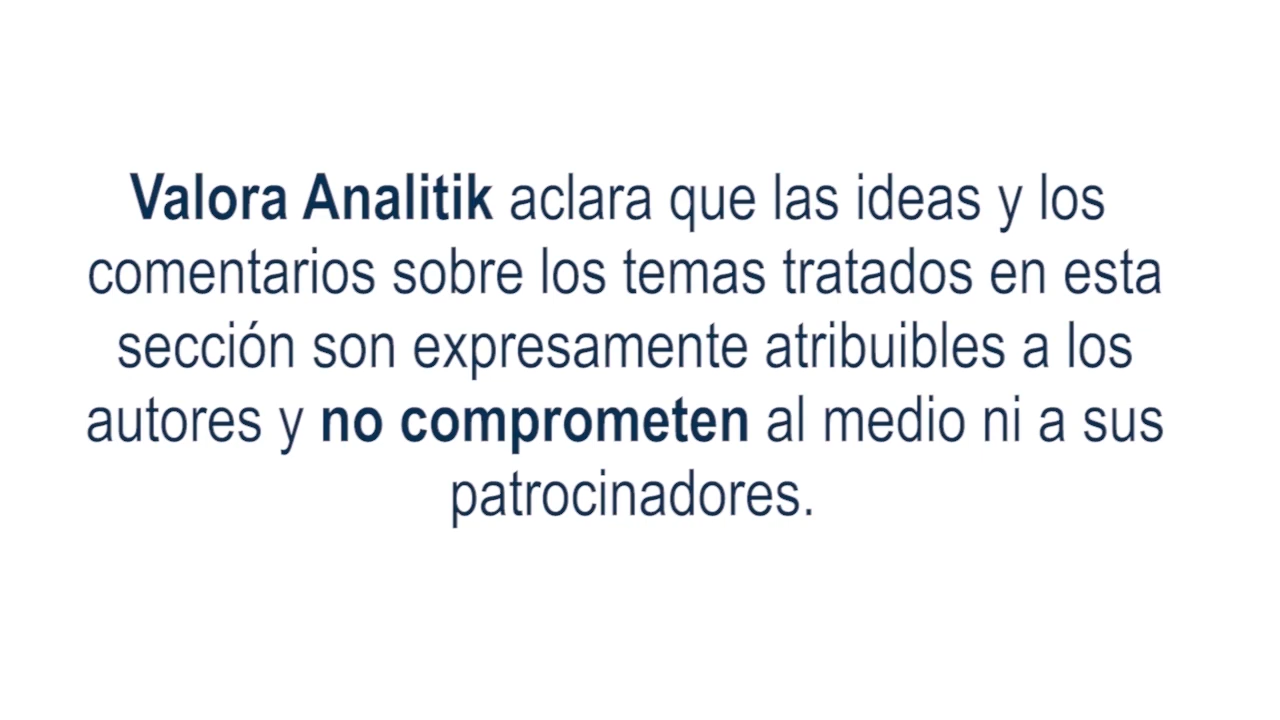 Valora Analitik aclara que las ideas y los
comentarios sobre los temas tratados en esta
sección son expresamente atribuibles a los
autores y no comprometen al medio ni a sus
patrocinadores.